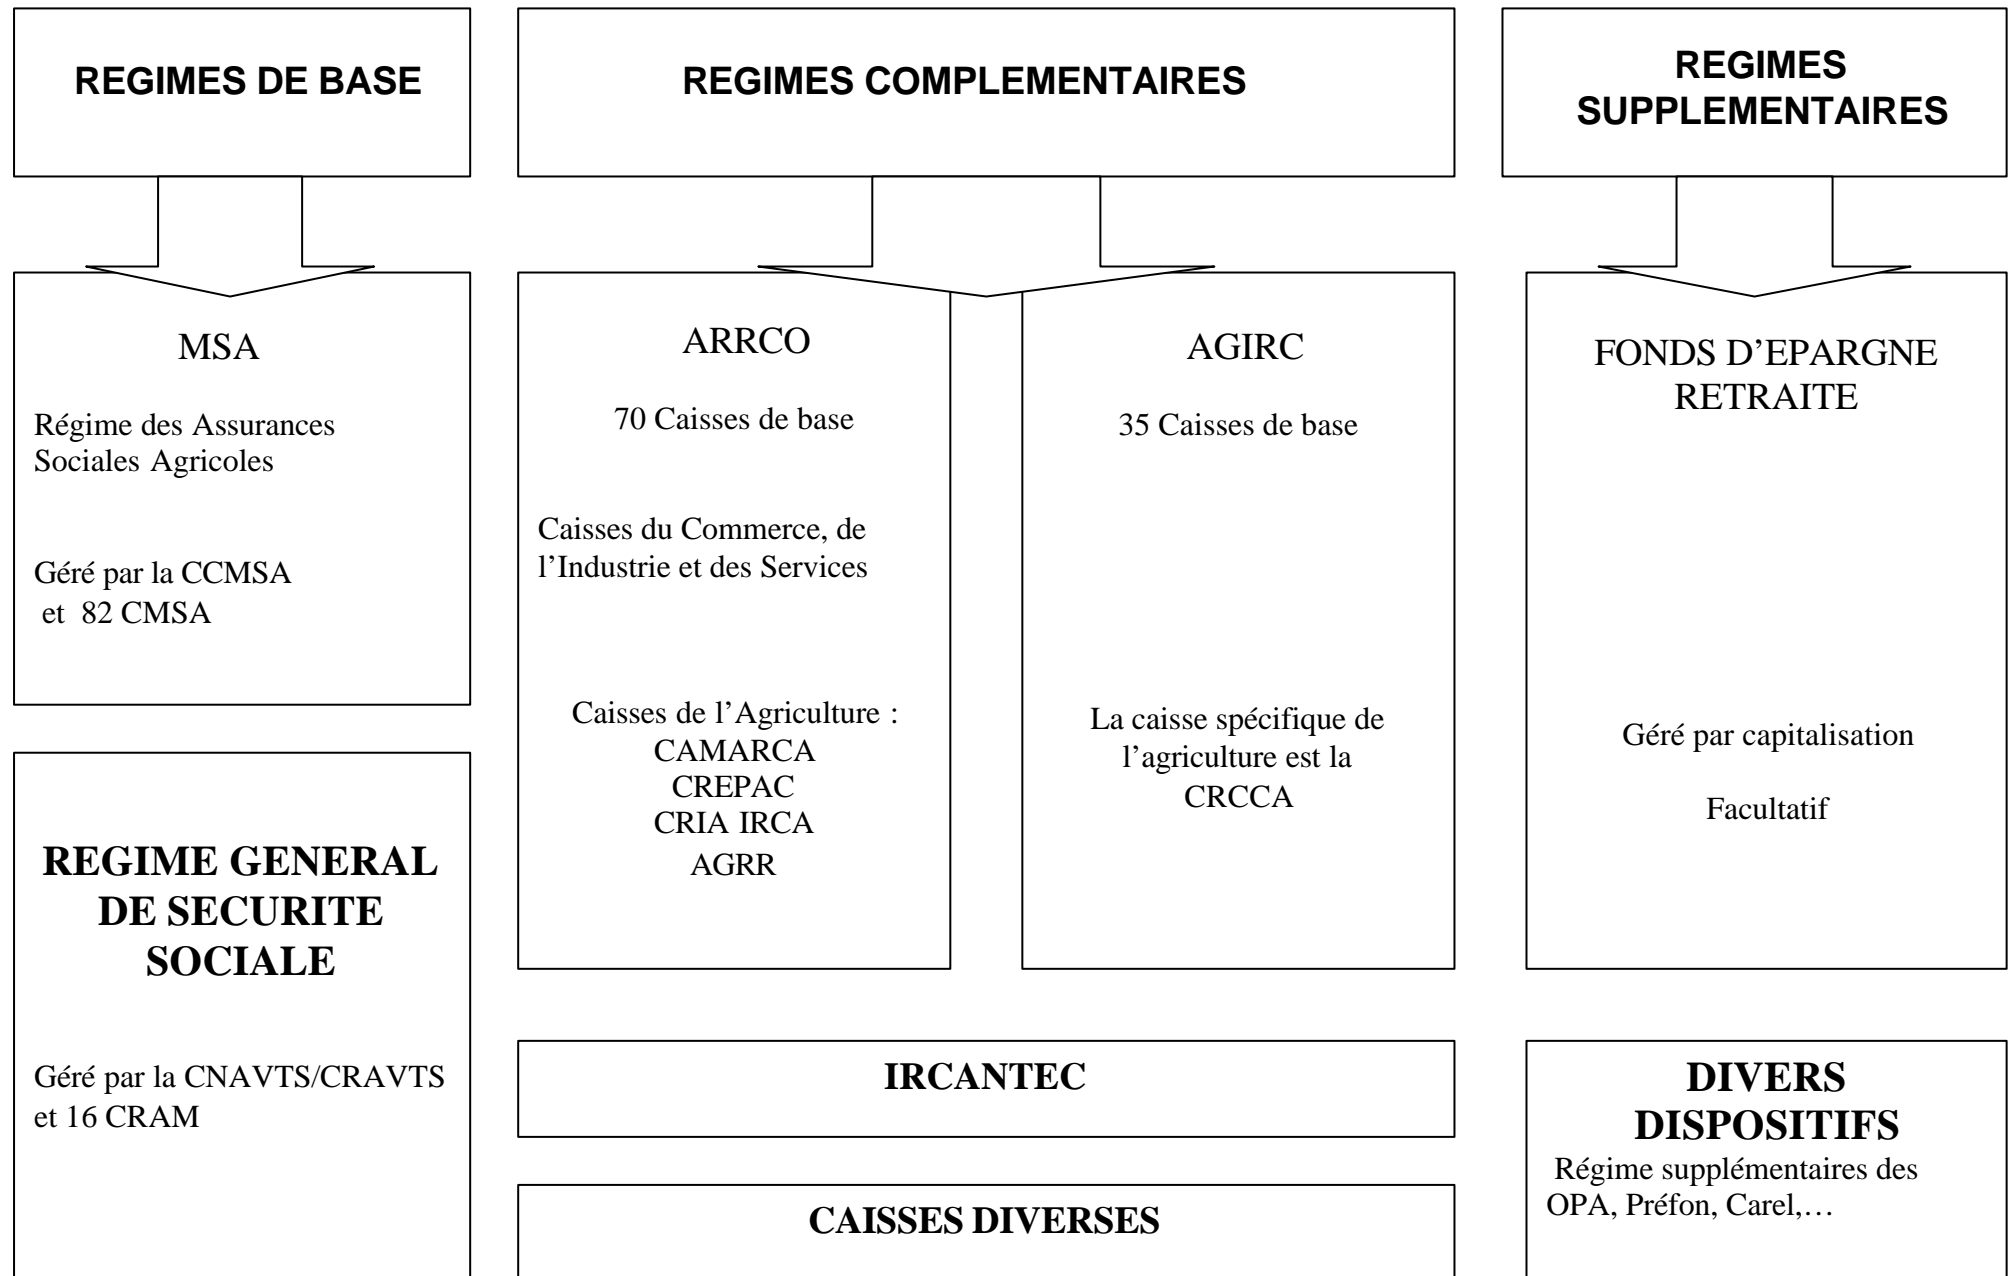 REGIMES DE BASE
REGIMES COMPLEMENTAIRES
REGIMES
SUPPLEMENTAIRES
MSA
Régime des Assurances
Sociales Agricoles
Géré par la CCMSA
et 82 CMSA
REGIME GENERAL
DE SECURITE
SOCIALE
Géré par la CNAVTS/CRAVTS
et 16 CRAM
ARRCO
70 Caisses de base
Caisses du Commerce, de
l’Industrie et des Services
Caisses de l’Agriculture :
CAMARCA
CREPAC
CRIA IRCA
AGRR
AGIRC
35 Caisses de base
La caisse spécifique de
l’agriculture est la
CRCCA
IRCANTEC
CAISSES DIVERSES
FONDS D’EPARGNE
RETRAITE
Géré par capitalisation
Facultatif
DIVERS
DISPOSITIFS
Régime supplémentaires des
OPA, Préfon, Carel,…